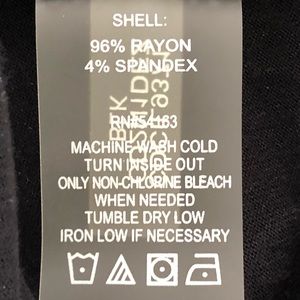 SHELL:
96% RAYON
4% SPANDEX
RN#54163
MACHINE WASH COLD
TURN INSIDE OUT
ONLY NON-CHLORINE BLEACH
WHEN NEEDED
TUMBLE DRY LOW
IRON LOW IF NECESSARY